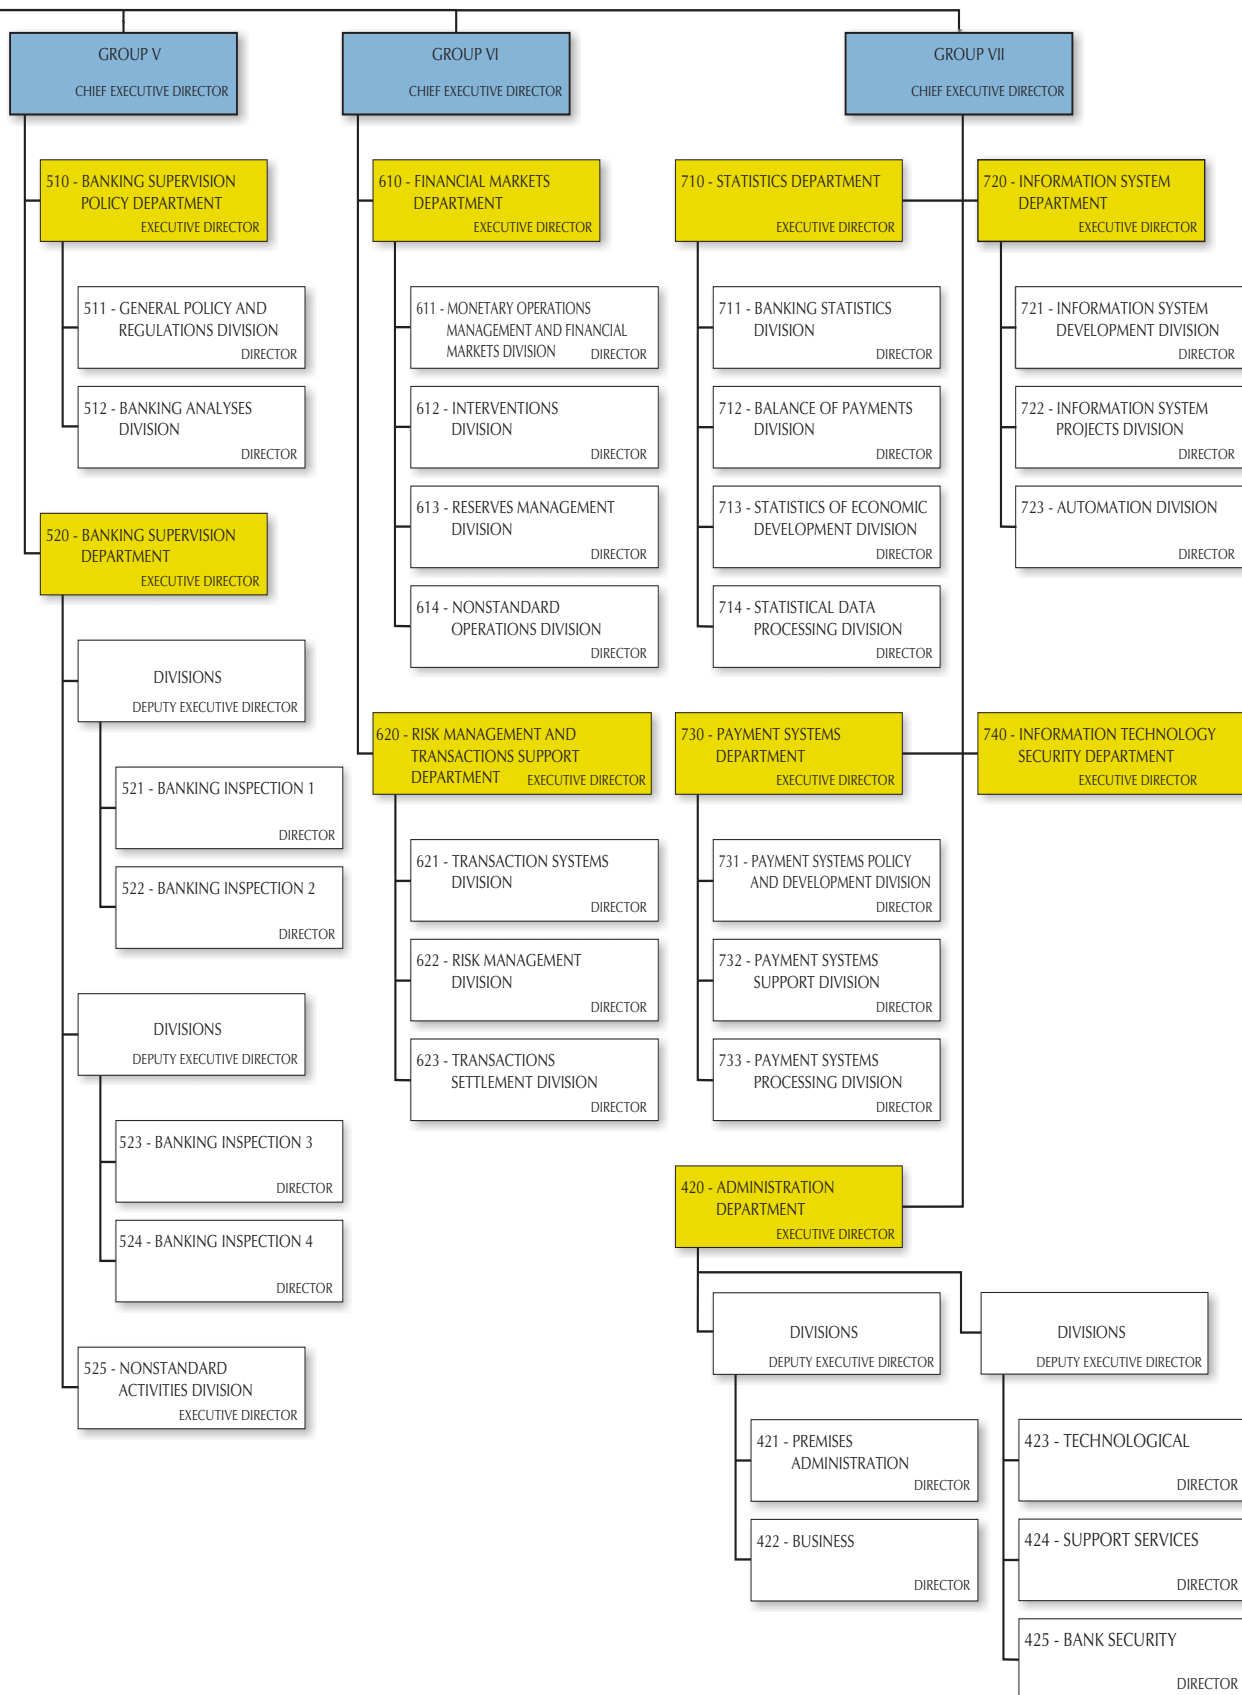 GROUP V
CHIEF EXECUTIVE DIRECTOR
510 - BANKING SUPERVISION
POLICY DEPARTMENT
EXECUTIVE DIRECTOR
511 - GENERAL POLICY AND
REGULATIONS DIVISION
DIRECTOR
512 - BANKING ANALYSES
DIVISION
DIRECTOR
520 - BANKING SUPERVISION
DEPARTMENT
EXECUTIVE DIRECTOR
DIVISIONS
DEPUTY EXECUTIVE DIRECTOR
521 - BANKING INSPECTION 1
DIRECTOR
522 - BANKING INSPECTION 2
DIRECTOR
DIVISIONS
DEPUTY EXECUTIVE DIRECTOR
523 - BANKING INSPECTION 3
DIRECTOR
524 - BANKING INSPECTION 4
DIRECTOR
525 - NONSTANDARD
ACTIVITIES DIVISION
EXECUTIVE DIRECTOR
GROUP VI
CHIEF EXECUTIVE DIRECTOR
610 - FINANCIAL MARKETS
DEPARTMENT
EXECUTIVE DIRECTOR
611 - MONETARY OPERATIONS
MANAGEMENT AND FINANCIAL
MARKETS DIVISION DIRECTOR
612 - INTERVENTIONS
DIVISION
DIRECTOR
613 - RESERVES MANAGEMENT
DIVISION
DIRECTOR
614 - NONSTANDARD
OPERATIONS DIVISION
DIRECTOR
620 - RISK MANAGEMENT AND
TRANSACTIONS SUPPORT
DEPARTMENT EXECUTIVE DIRECTOR
621 - TRANSACTION SYSTEMS
DIVISION
DIRECTOR
622 - RISK MANAGEMENT
DIVISION
DIRECTOR
623 - TRANSACTIONS
SETTLEMENT DIVISION
DIRECTOR
GROUP VII
CHIEF EXECUTIVE DIRECTOR
710 - STATISTICS DEPARTMENT
EXECUTIVE DIRECTOR
711 - BANKING STATISTICS
DIVISION
DIRECTOR
712 - BALANCE OF PAYMENTS
DIVISION
DIRECTOR
713 - STATISTICS OF ECONOMIC
DEVELOPMENT DIVISION
DIRECTOR
714 - STATISTICAL DATA
PROCESSING DIVISION
DIRECTOR
720 - INFORMATION SYSTEM
DEPARTMENT
EXECUTIVE DIRECTOR
721 - INFORMATION SYSTEM
DEVELOPMENT DIVISION
DIRECTOR
722 - INFORMATION SYSTEM
PROJECTS DIVISION
DIRECTOR
723 - AUTOMATION DIVISION
DIRECTOR
730 - PAYMENT SYSTEMS
DEPARTMENT
EXECUTIVE DIRECTOR
731 - PAYMENT SYSTEMS POLICY
AND DEVELOPMENT DIVISION
DIRECTOR
732 - PAYMENT SYSTEMS
SUPPORT DIVISION
DIRECTOR
733 - PAYMENT SYSTEMS
PROCESSING DIVISION
DIRECTOR
740 - INFORMATION TECHNOLOGY
SECURITY DEPARTMENT
EXECUTIVE DIRECTOR
420 - ADMINISTRATION
DEPARTMENT
EXECUTIVE DIRECTOR
DIVISIONS
DEPUTY EXECUTIVE DIRECTOR
421 - PREMISES
ADMINISTRATION
DIRECTOR
422 - BUSINESS
DIRECTOR
DIVISIONS
DEPUTY EXECUTIVE DIRECTOR
423 - TECHNOLOGICAL
DIRECTOR
424 - SUPPORT SERVICES
DIRECTOR
425 - BANK SECURITY
DIRECTOR